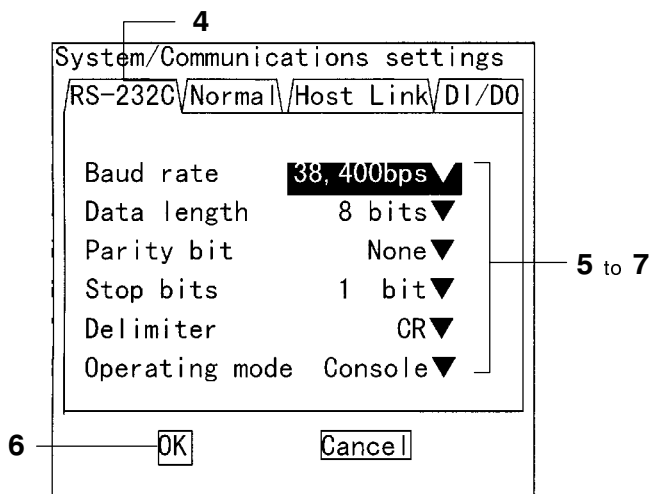 4
System/Communications settings
RS-232C Normal Host Link DI/DO
Baud rate 38,400bps▼
Data length 8 bits▼
Parity bit None▼
5 to 7
Stop bits 1 bit▼
Delimiter CR▼
Operating mode Console▼
6 OK Cancel